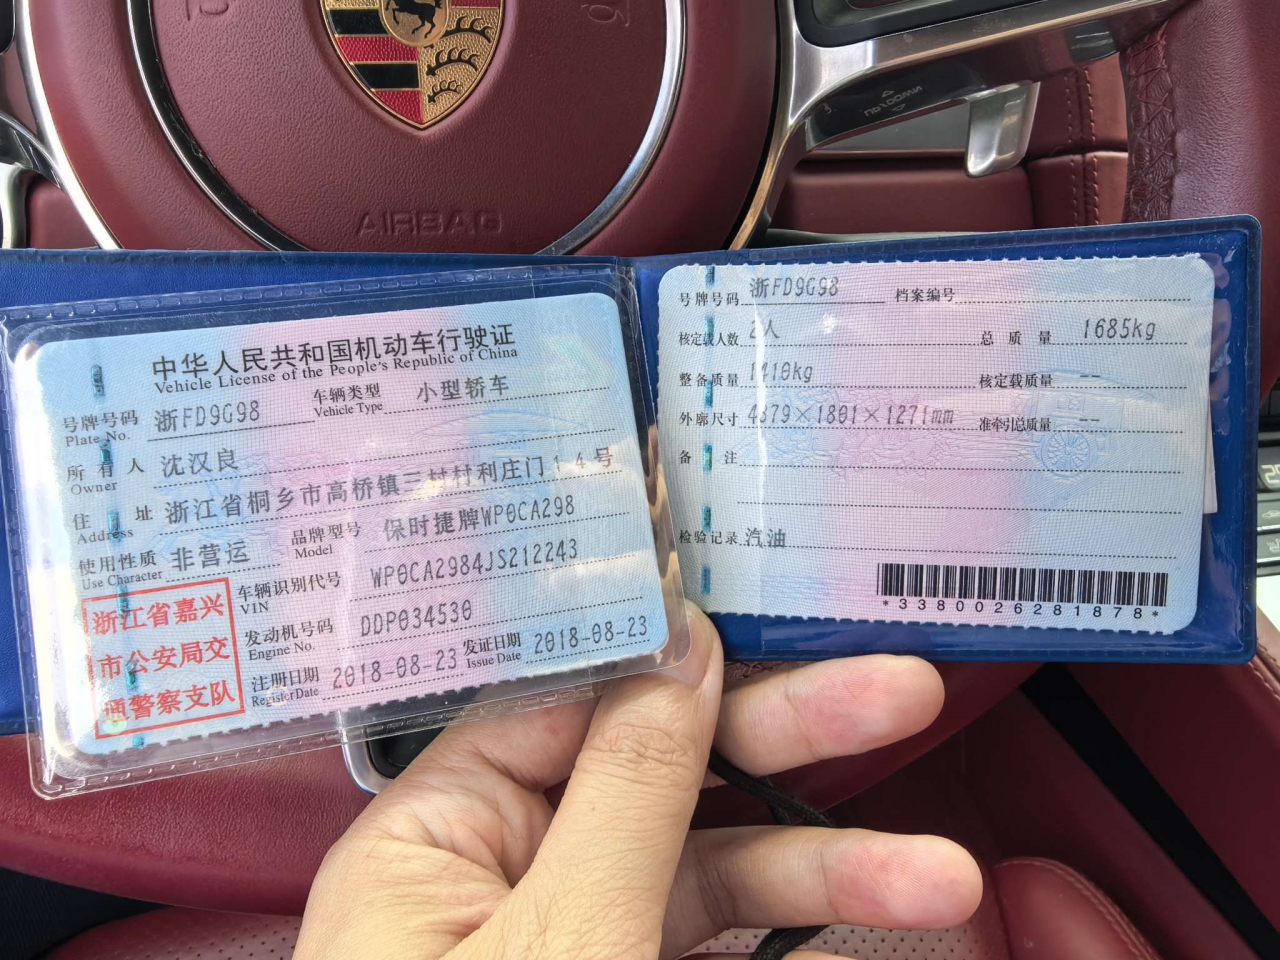 AIRBAG
中华人民共和国机动车行驶证
Vehicle License of the People's Republic of China
号牌号码 浙FD9G98 车辆类型 小型轿车
Plate No. Vehicle Type
所有人 沈汉良
Owner
住址 浙江省桐乡市高桥镇三村村利庄门14号
Address
使用性质 非营运 品牌型号 保时捷牌WP0CA298
Use Character Model
浙江省嘉兴
市公安局交
通警察支队
车辆识别代号 WP0CA2984JS212243
VIN
发动机号码 DDP034530
Engine No.
注册日期 2018-08-23 发证日期 2018-08-23
Register Date Issue Date
号牌号码 浙FD9G98 档案编号
核定载人数 2人 总质量 1685kg
整备质量 1410kg 核定载质量 --
外廓尺寸 4379×1801×1271mm 准牵引总质量 --
备注
检验记录 汽油
*3380026281878*